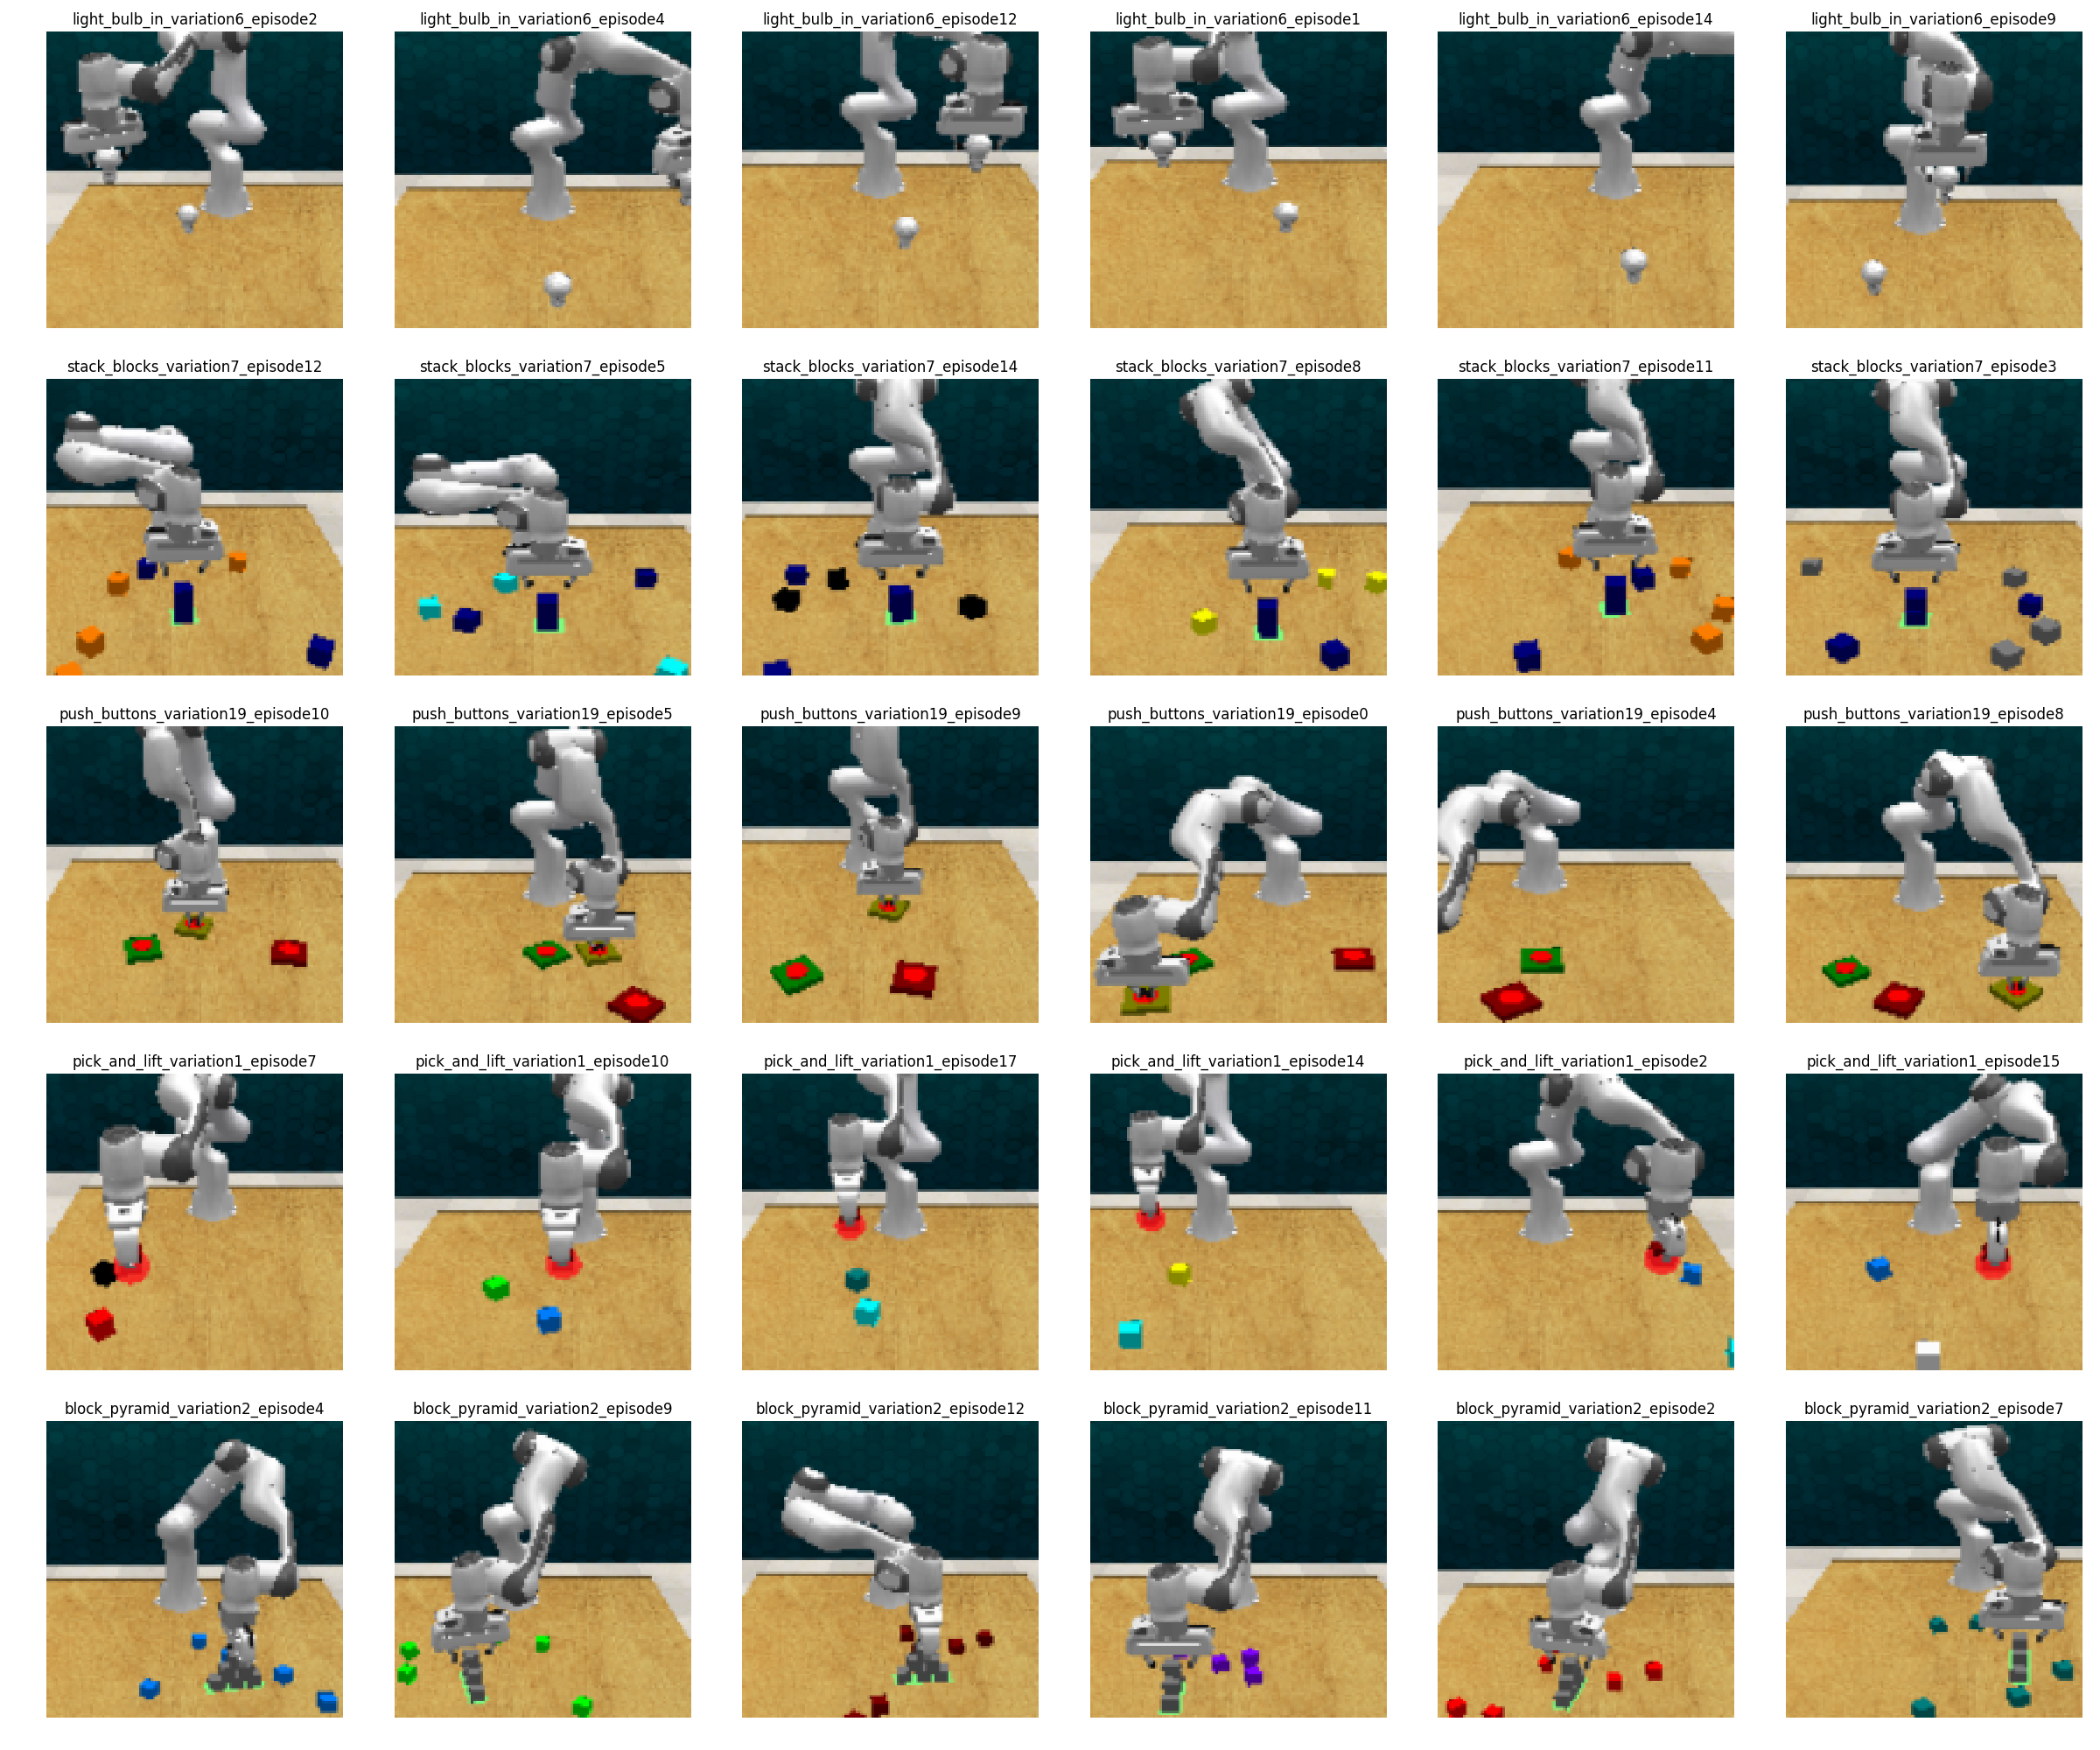 light_bulb_in_variation6_episode2
light_bulb_in_variation6_episode4
light_bulb_in_variation6_episode12
light_bulb_in_variation6_episode1
light_bulb_in_variation6_episode14
light_bulb_in_variation6_episode9
stack_blocks_variation7_episode12
stack_blocks_variation7_episode5
stack_blocks_variation7_episode14
stack_blocks_variation7_episode8
stack_blocks_variation7_episode11
stack_blocks_variation7_episode3
push_buttons_variation19_episode10
push_buttons_variation19_episode5
push_buttons_variation19_episode9
push_buttons_variation19_episode0
push_buttons_variation19_episode4
push_buttons_variation19_episode8
pick_and_lift_variation1_episode7
pick_and_lift_variation1_episode10
pick_and_lift_variation1_episode17
pick_and_lift_variation1_episode14
pick_and_lift_variation1_episode2
pick_and_lift_variation1_episode15
block_pyramid_variation2_episode4
block_pyramid_variation2_episode9
block_pyramid_variation2_episode12
block_pyramid_variation2_episode11
block_pyramid_variation2_episode2
block_pyramid_variation2_episode7